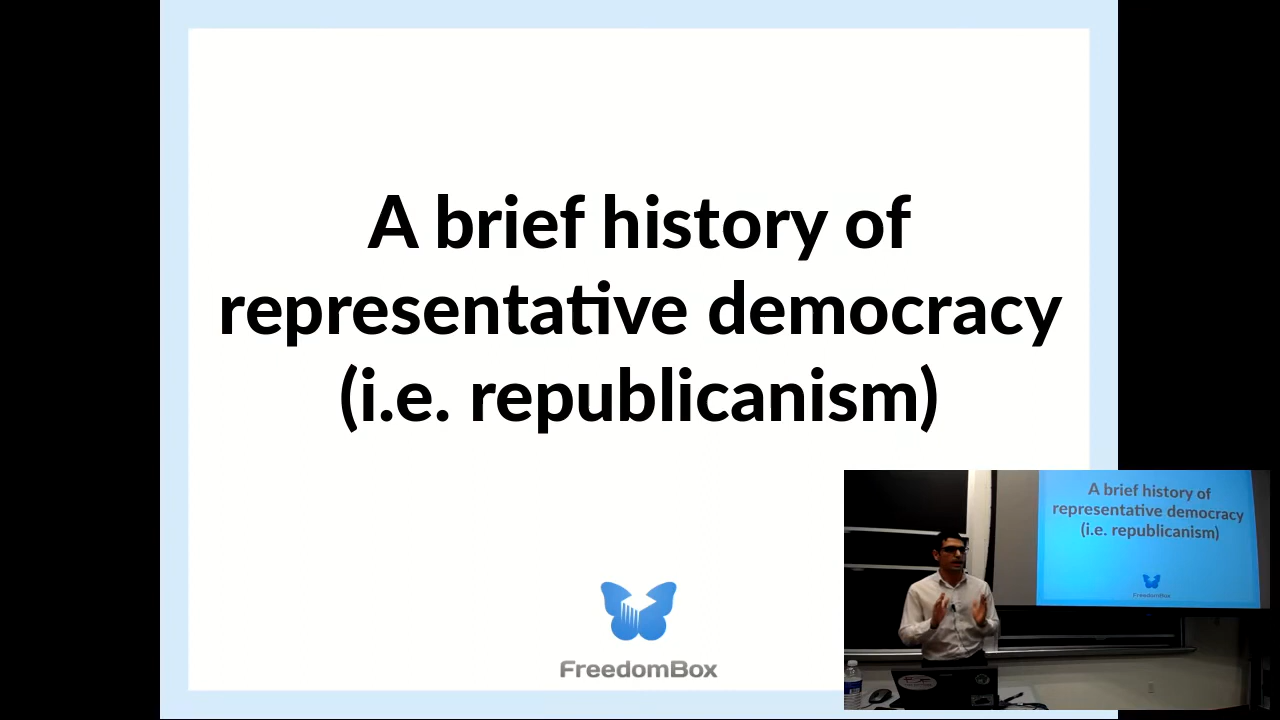 A brief history of
representative democracy
(i.e. republicanism)
FreedomBox
A brief history of
representative democracy
(i.e. republicanism)
FreedomBox